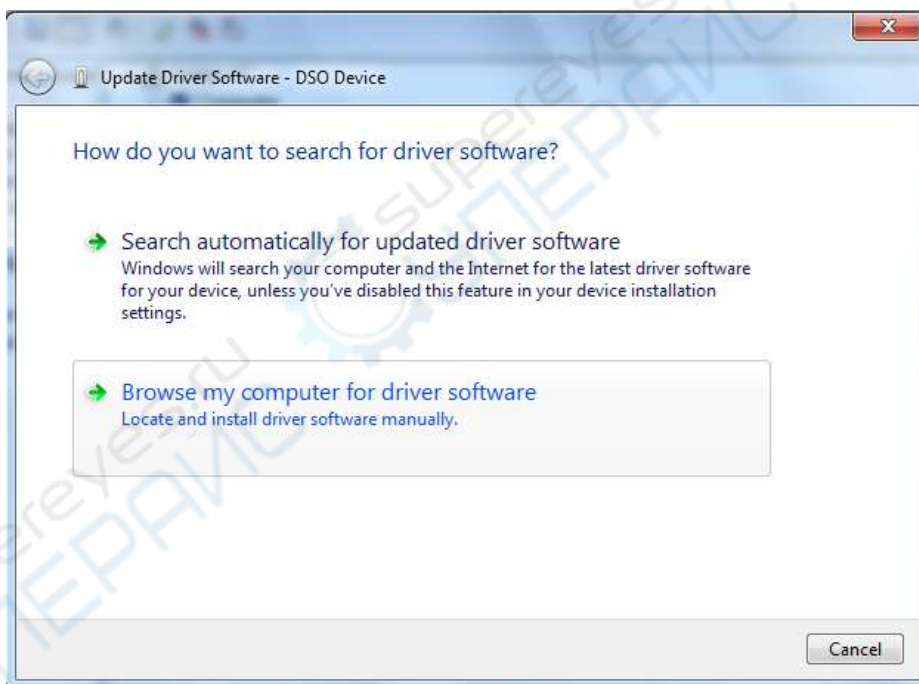 Update Driver Software - DSO Device
How do you want to search for driver software?
Search automatically for updated driver software
Windows will search your computer and the Internet for the latest driver software
for your device, unless you've disabled this feature in your device installation
settings.
Browse my computer for driver software
Locate and install driver software manually.
Cancel
supereyes.ru
СУПЕРАЙС